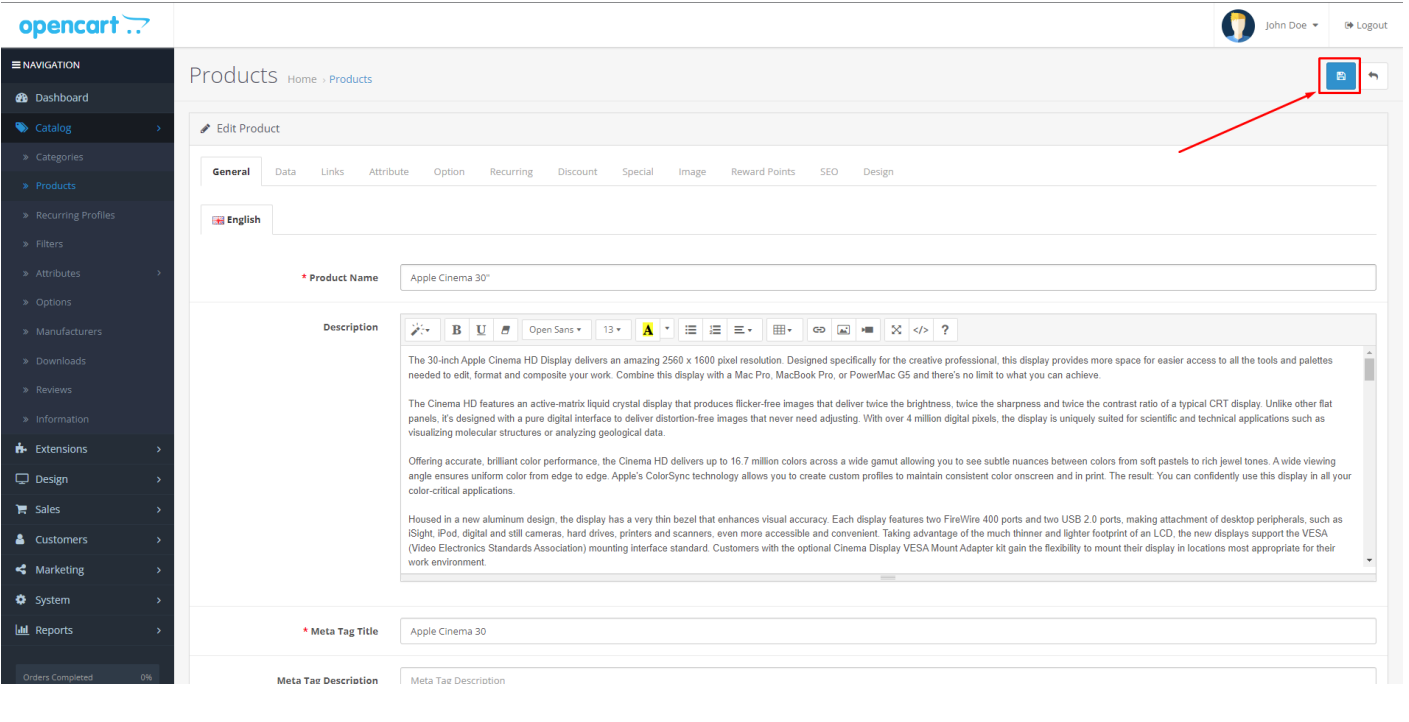 opencart
John Doe
Logout
NAVIGATION
Products Home › Products
Dashboard
Catalog
Edit Product
Categories
General Data Links Attribute Option Recurring Discount Special Image Reward Points SEO Design
Products
Recurring Profiles
English
Filters
Attributes
* Product Name Apple Cinema 30"
Options
Description B U Open Sans 13 A </> ?
Manufacturers
Downloads
The 30-inch Apple Cinema HD Display delivers an amazing 2560 x 1600 pixel resolution. Designed specifically for the creative professional, this display provides more space for easier access to all the tools and palettes
needed to edit, format and composite your work. Combine this display with a Mac Pro, MacBook Pro, or PowerMac G5 and there's no limit to what you can achieve.
Reviews
The Cinema HD features an active-matrix liquid crystal display that produces flicker-free images that deliver twice the brightness, twice the sharpness and twice the contrast ratio of a typical CRT display. Unlike other flat
panels, it's designed with a pure digital interface to deliver distortion-free images that never need adjusting. With over 4 million digital pixels, the display is uniquely suited for scientific and technical applications such as
visualizing molecular structures or analyzing geological data.
Information
Extensions
Offering accurate, brilliant color performance, the Cinema HD delivers up to 16.7 million colors across a wide gamut allowing you to see subtle nuances between colors from soft pastels to rich jewel tones. A wide viewing
angle ensures uniform color from edge to edge. Apple's ColorSync technology allows you to create custom profiles to maintain consistent color onscreen and in print. The result: You can confidently use this display in all your
color-critical applications.
Design
Sales
Housed in a new aluminum design, the display has a very thin bezel that enhances visual accuracy. Each display features two FireWire 400 ports and two USB 2.0 ports, making attachment of desktop peripherals, such as
iSight, iPod, digital and still cameras, hard drives, printers and scanners, even more accessible and convenient. Taking advantage of the much thinner and lighter footprint of an LCD, the new displays support the VESA
(Video Electronics Standards Association) mounting interface standard. Customers with the optional Cinema Display VESA Mount Adapter kit gain the flexibility to mount their display in locations most appropriate for their
work environment.
Customers
Marketing
System
Reports
* Meta Tag Title Apple Cinema 30
Orders Completed 0%
Meta Tag Description Meta Tag Description